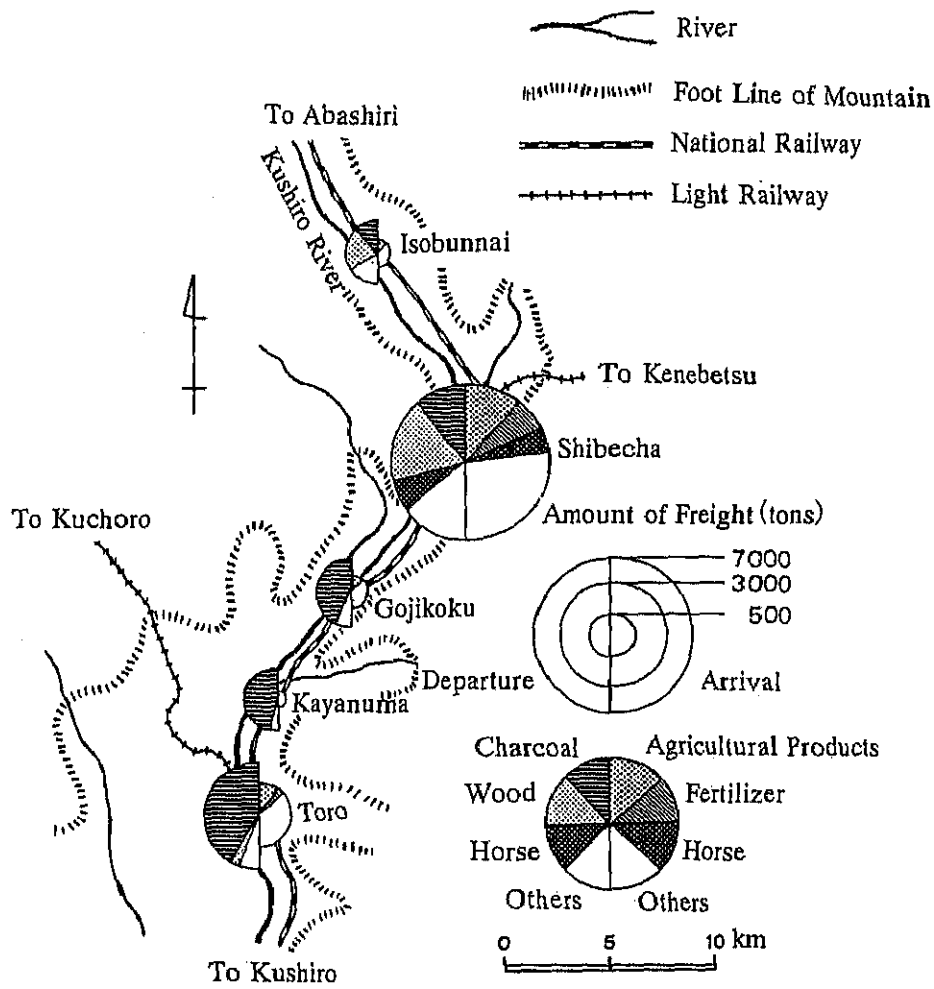 River
Foot Line of Mountain
National Railway
Light Railway
To Abashiri
Kushiro River
Isobunnai
To Kenebetsu
Shibecha
To Kuchoro
Amount of Freight (tons)
7000
3000
500
Gojikoku
Departure
Arrival
Kayanuma
Charcoal
Agricultural Products
Wood
Fertilizer
Toro
Horse
Horse
Others
Others
0 5 10 km
To Kushiro